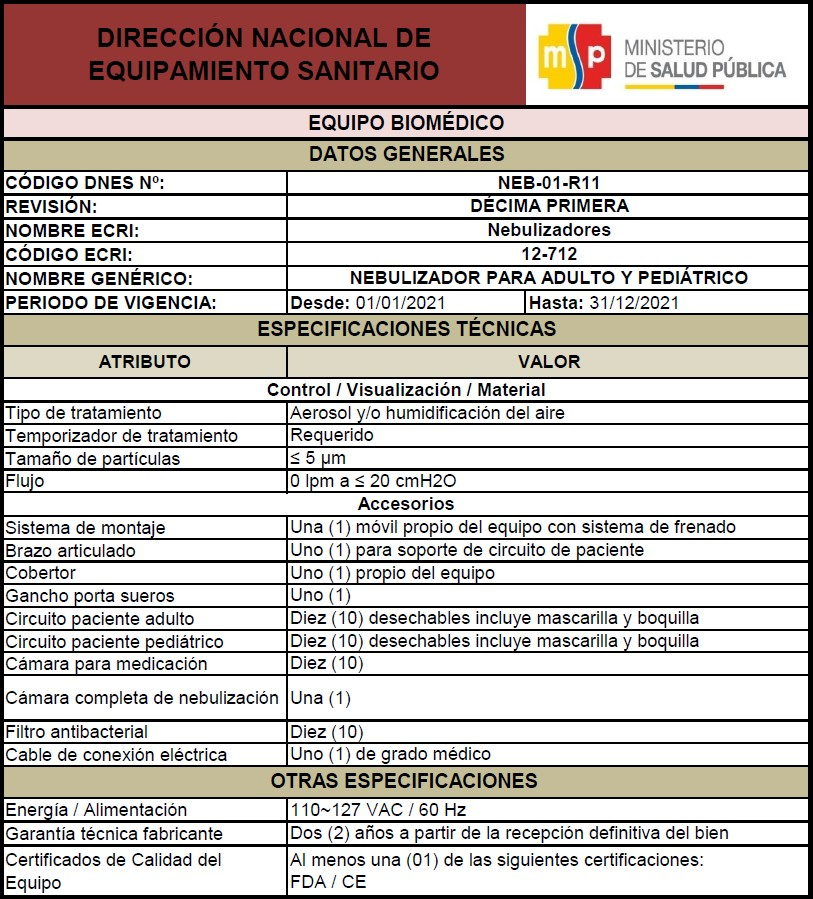 DIRECCIÓN NACIONAL DE
EQUIPAMIENTO SANITARIO
msp
MINISTERIO
DE SALUD PÚBLICA
EQUIPO BIOMÉDICO
DATOS GENERALES
CÓDIGO DNES Nº: NEB-01-R11
REVISIÓN: DÉCIMA PRIMERA
NOMBRE ECRI: Nebulizadores
CÓDIGO ECRI: 12-712
NOMBRE GENÉRICO: NEBULIZADOR PARA ADULTO Y PEDIÁTRICO
PERIODO DE VIGENCIA: Desde: 01/01/2021 Hasta: 31/12/2021
ESPECIFICACIONES TÉCNICAS
ATRIBUTO VALOR
Control / Visualización / Material
Tipo de tratamiento Aerosol y/o humidificación del aire
Temporizador de tratamiento Requerido
Tamaño de partículas ≤ 5 μm
Flujo 0 lpm a ≤ 20 cmH2O
Accesorios
Sistema de montaje Una (1) móvil propio del equipo con sistema de frenado
Brazo articulado Uno (1) para soporte de circuito de paciente
Cobertor Uno (1) propio del equipo
Gancho porta sueros Uno (1)
Circuito paciente adulto Diez (10) desechables incluye mascarilla y boquilla
Circuito paciente pediátrico Diez (10) desechables incluye mascarilla y boquilla
Cámara para medicación Diez (10)
Cámara completa de nebulización Una (1)
Filtro antibacterial Diez (10)
Cable de conexión eléctrica Uno (1) de grado médico
OTRAS ESPECIFICACIONES
Energía / Alimentación 110~127 VAC / 60 Hz
Garantía técnica fabricante Dos (2) años a partir de la recepción definitiva del bien
Certificados de Calidad del Equipo Al menos una (01) de las siguientes certificaciones:
FDA / CE